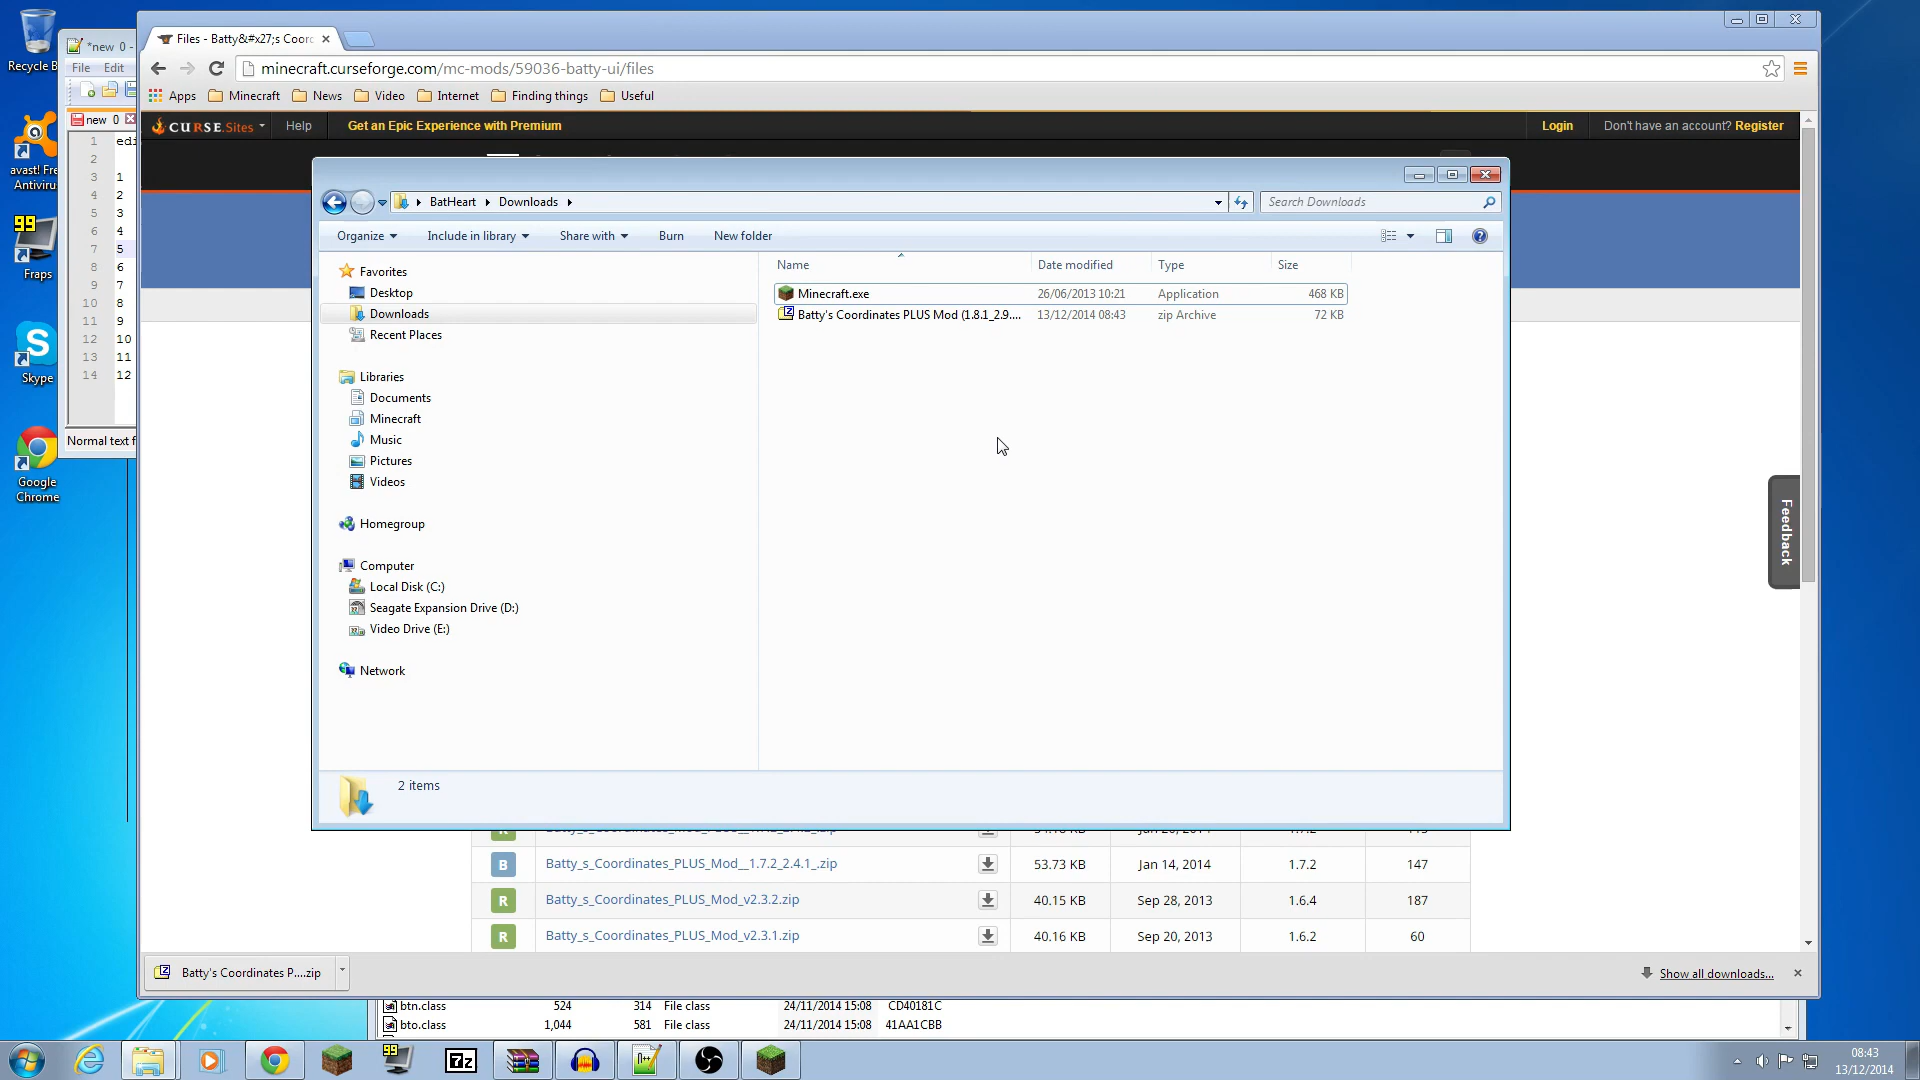 Recycle B
avast! Fre
Antiviru
99
Fraps
Skype
Google
Chrome
*new 0 -
File Edit
new 0
1 edi
2
3 1
4 2
5 3
6 4
7 5
8 6
9 7
10 8
11 9
12 10
13 11
14 12
Normal text f
Files - Batty&#x27;s Coord
minecraft.curseforge.com/mc-mods/59036-batty-ui/files
Apps Minecraft News Video Internet Finding things Useful
CURSE.Sites Help Get an Epic Experience with Premium Login Don't have an account? Register
BatHeart Downloads Search Downloads
Organize Include in library Share with Burn New folder
Favorites
Desktop
Downloads
Recent Places
Libraries
Documents
Minecraft
Music
Pictures
Videos
Homegroup
Computer
Local Disk (C:)
Seagate Expansion Drive (D:)
Video Drive (E:)
Network
Name Date modified Type Size
Minecraft.exe 26/06/2013 10:21 Application 468 KB
Batty's Coordinates PLUS Mod (1.8.1_2.9.... 13/12/2014 08:43 zip Archive 72 KB
2 items
Feedback
B Batty_s_Coordinates_PLUS_Mod__1.7.2_2.4.1_.zip 53.73 KB Jan 14, 2014 1.7.2 147
R Batty_s_Coordinates_PLUS_Mod_v2.3.2.zip 40.15 KB Sep 28, 2013 1.6.4 187
R Batty_s_Coordinates_PLUS_Mod_v2.3.1.zip 40.16 KB Sep 20, 2013 1.6.2 60
Batty's Coordinates P....zip Show all downloads...
btn.class 524 314 File class 24/11/2014 15:08 CD40181C
bto.class 1,044 581 File class 24/11/2014 15:08 41AA1CBB
99
7z
08:43
13/12/2014